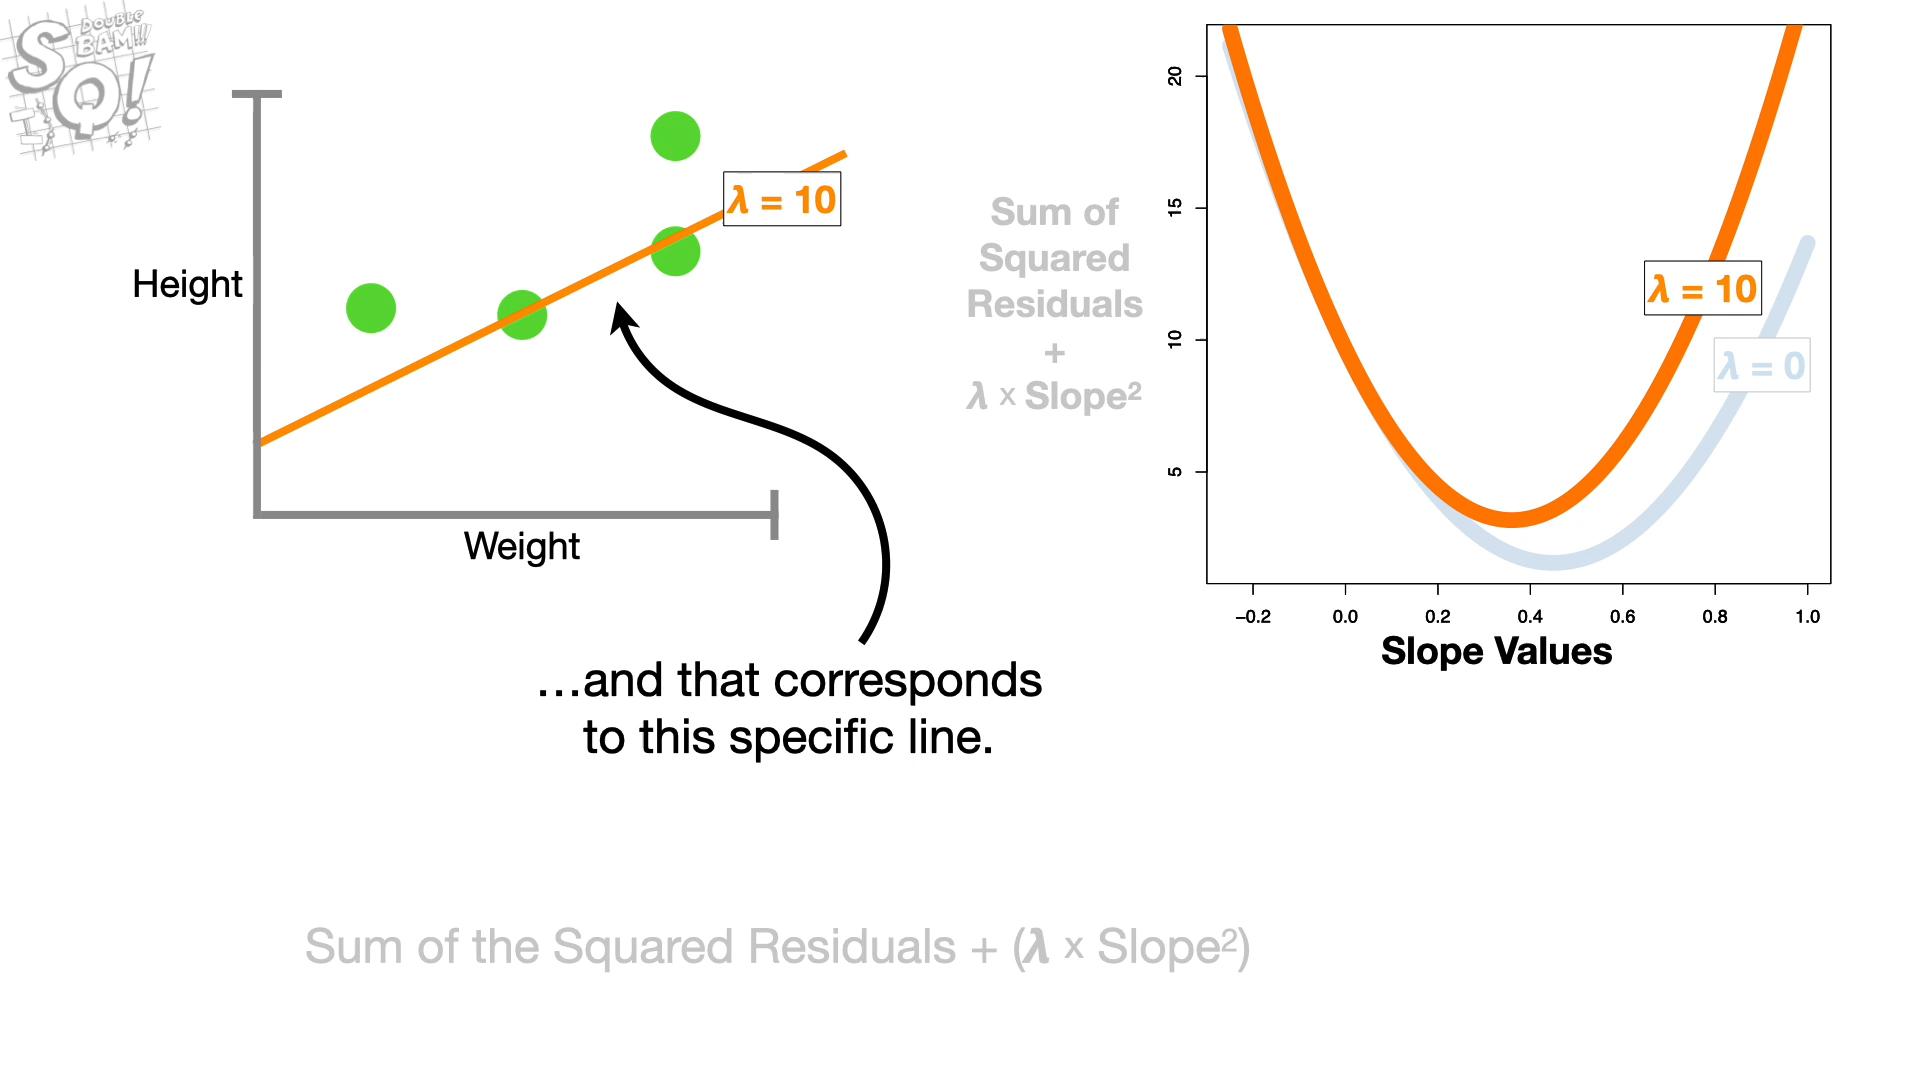 DOUBLE
BAM!!!
SQ!
Height
Weight
λ = 10
…and that corresponds
to this specific line.
Sum of
Squared
Residuals
+
λ x Slope²
20
15
10
5
λ = 10
λ = 0
−0.2 0.0 0.2 0.4 0.6 0.8 1.0
Slope Values
Sum of the Squared Residuals + (λ x Slope²)